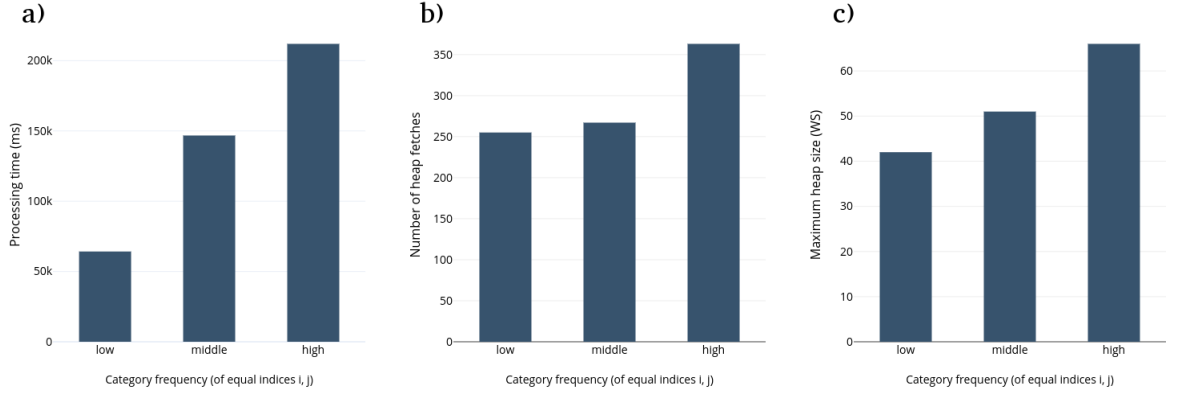 a)
Processing time (ms)
200k
150k
100k
50k
0
low middle high
Category frequency (of equal indices i, j)
b)
Number of heap fetches
350
300
250
200
150
100
50
0
low middle high
Category frequency (of equal indices i, j)
c)
Maximum heap size (WS)
60
50
40
30
20
10
0
low middle high
Category frequency (of equal indices i, j)